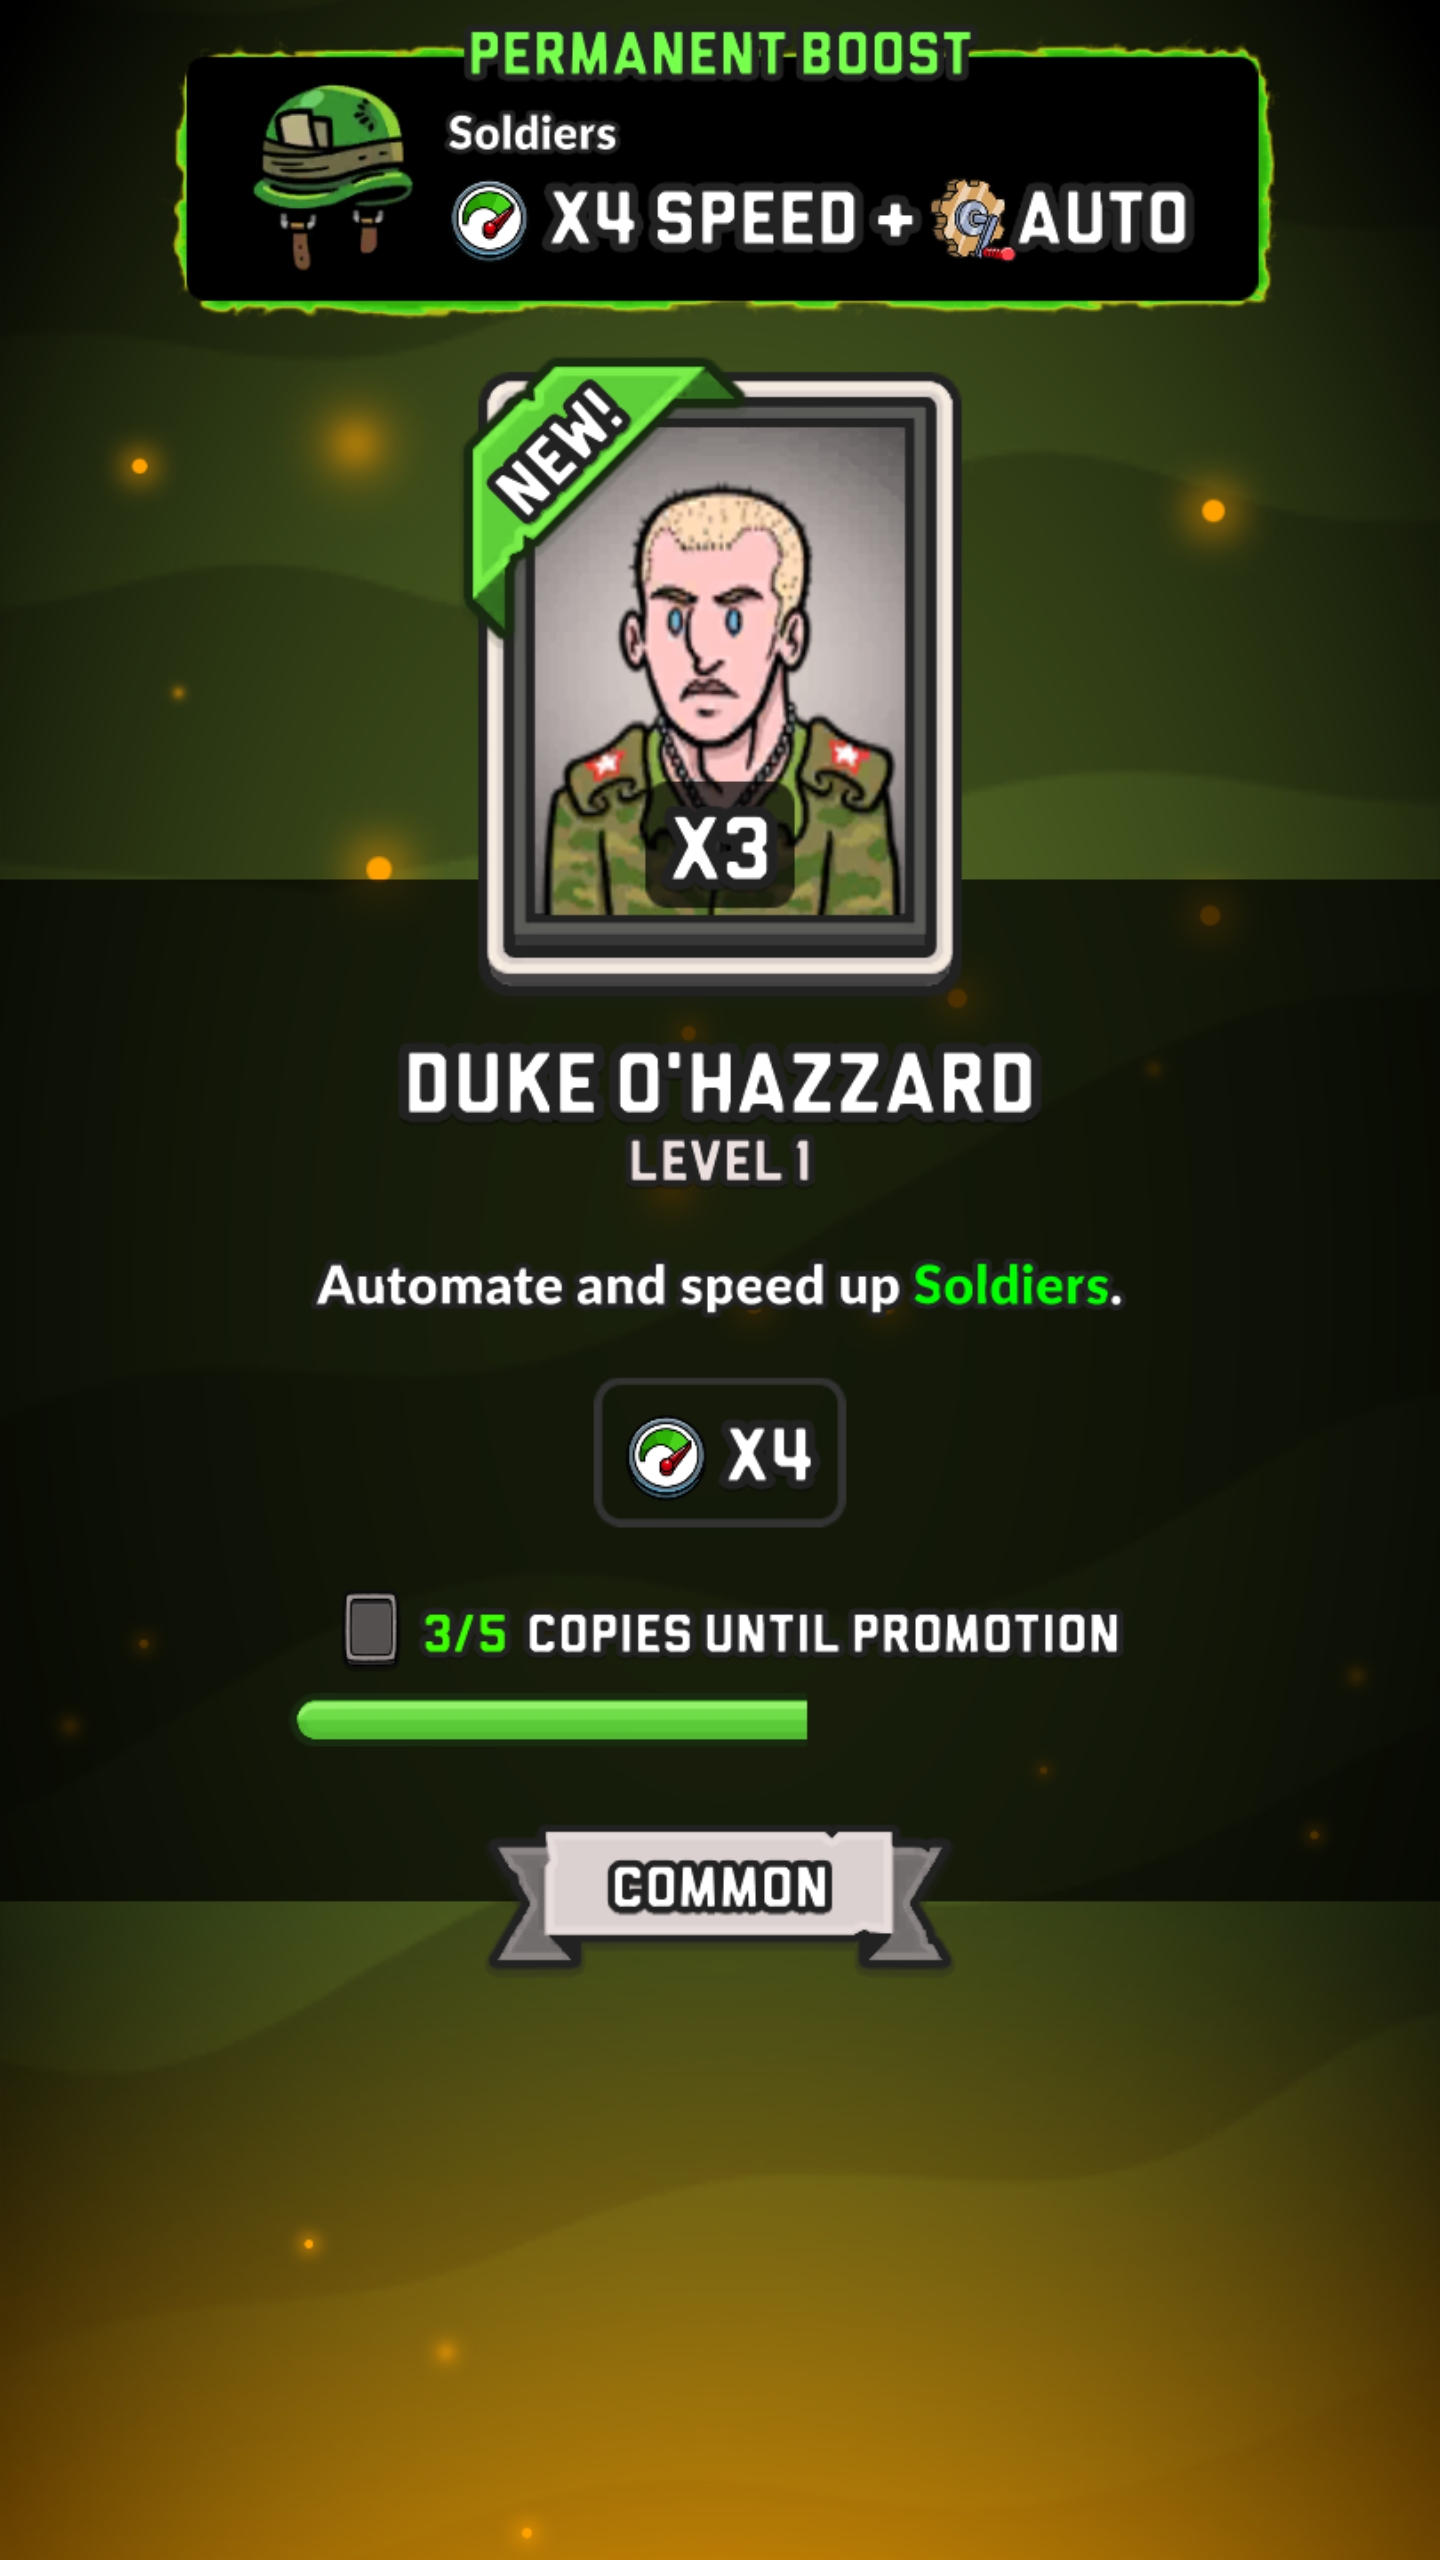 PERMANENT BOOST
Soldiers
X4 SPEED + AUTO
NEW!
X3
DUKE O'HAZZARD
LEVEL 1
Automate and speed up Soldiers.
X4
3/5 COPIES UNTIL PROMOTION
COMMON